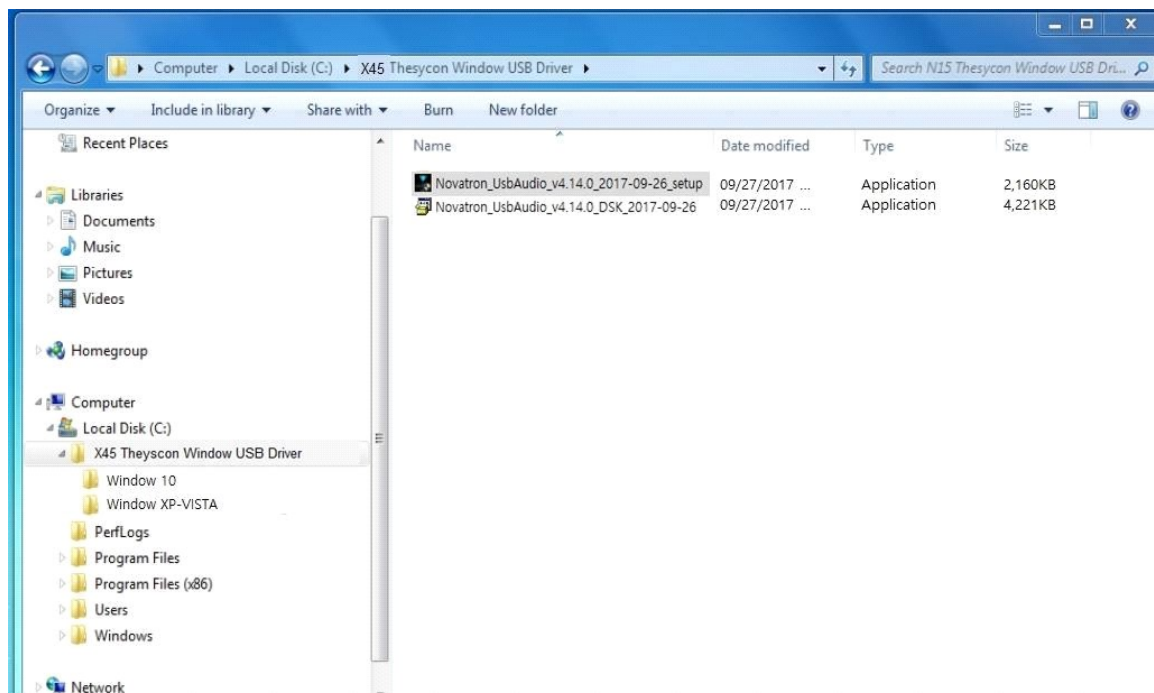 Computer ▸ Local Disk (C:) ▸ X45 Thesycon Window USB Driver ▸
Search N15 Thesycon Window USB Dri...
Organize Include in library Share with Burn New folder
Name Date modified Type Size
Novatron_UsbAudio_v4.14.0_2017-09-26_setup 09/27/2017 ... Application 2,160KB
Novatron_UsbAudio_v4.14.0_DSK_2017-09-26 09/27/2017 ... Application 4,221KB
Recent Places
Libraries
Documents
Music
Pictures
Videos
Homegroup
Computer
Local Disk (C:)
X45 Theyscon Window USB Driver
Window 10
Window XP-VISTA
PerfLogs
Program Files
Program Files (x86)
Users
Windows
Network